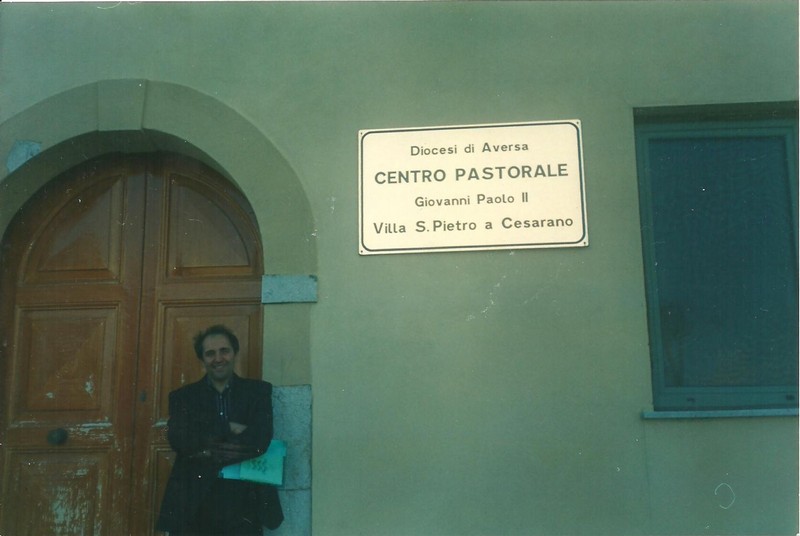 Diocesi di Aversa
CENTRO PASTORALE
Giovanni Paolo II
Villa S. Pietro a Cesarano